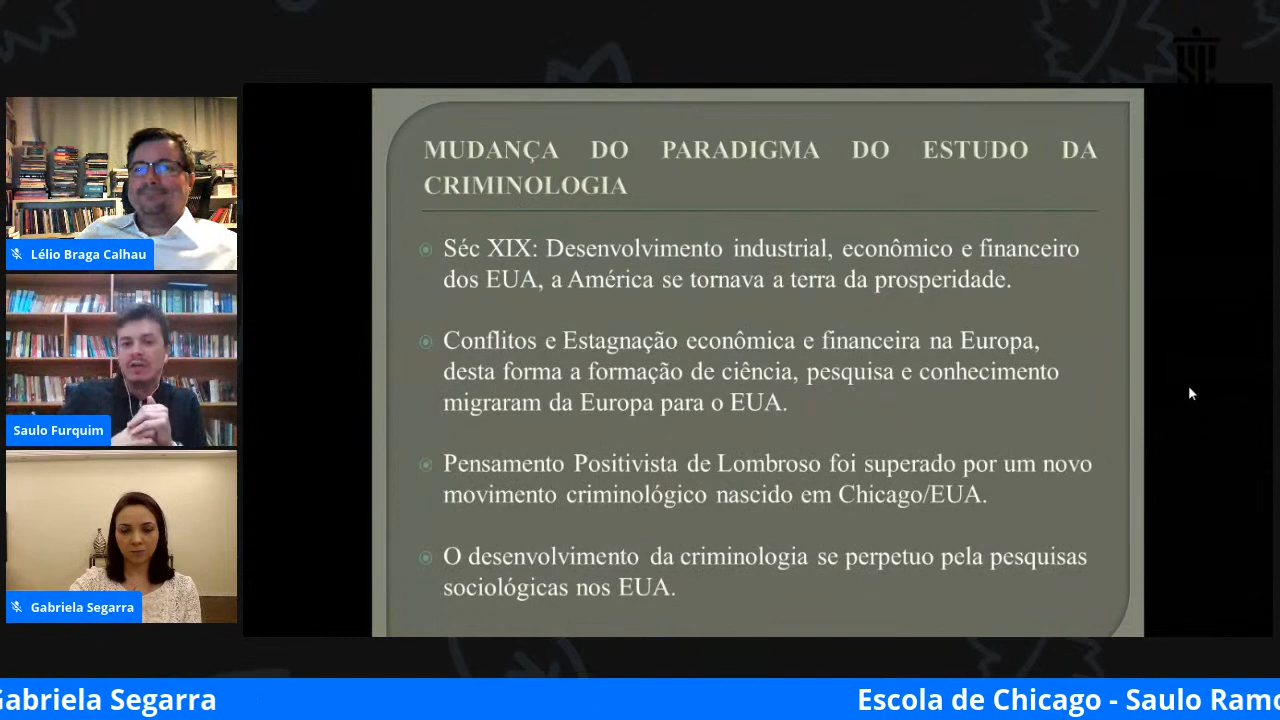 MUDANÇA DO PARADIGMA DO ESTUDO DA
CRIMINOLOGIA
Séc XIX: Desenvolvimento industrial, econômico e financeiro
dos EUA, a América se tornava a terra da prosperidade.
Conflitos e Estagnação econômica e financeira na Europa,
desta forma a formação de ciência, pesquisa e conhecimento
migraram da Europa para o EUA.
Pensamento Positivista de Lombroso foi superado por um novo
movimento criminológico nascido em Chicago/EUA.
O desenvolvimento da criminologia se perpetuo pela pesquisas
sociológicas nos EUA.
Lélio Braga Calhau
Saulo Furquim
Gabriela Segarra
Gabriela Segarra
Escola de Chicago - Saulo Ramo